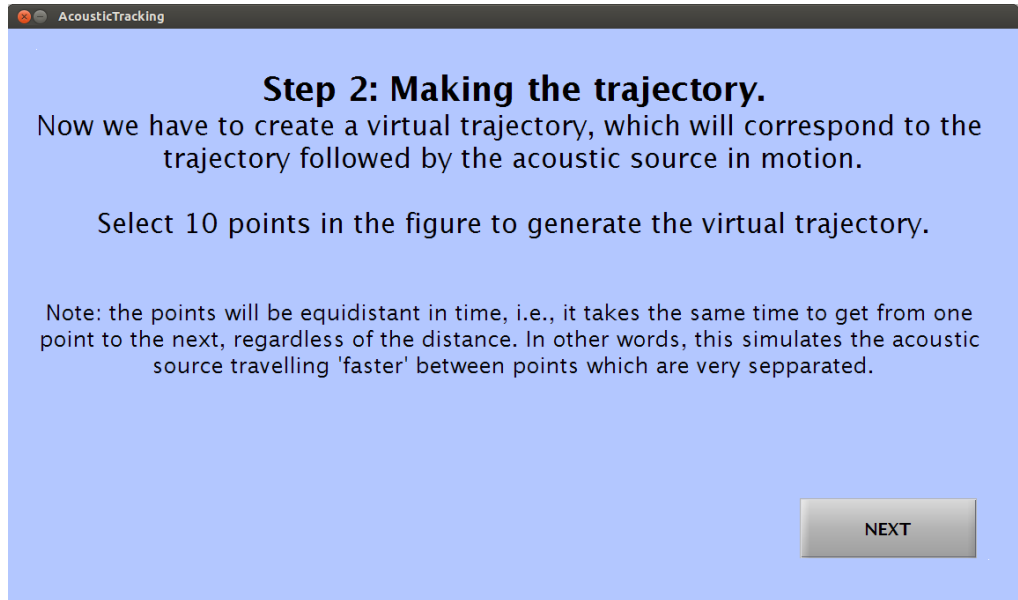 AcousticTracking
Step 2: Making the trajectory.
Now we have to create a virtual trajectory, which will correspond to the
trajectory followed by the acoustic source in motion.
Select 10 points in the figure to generate the virtual trajectory.
Note: the points will be equidistant in time, i.e., it takes the same time to get from one
point to the next, regardless of the distance. In other words, this simulates the acoustic
source travelling 'faster' between points which are very sepparated.
NEXT